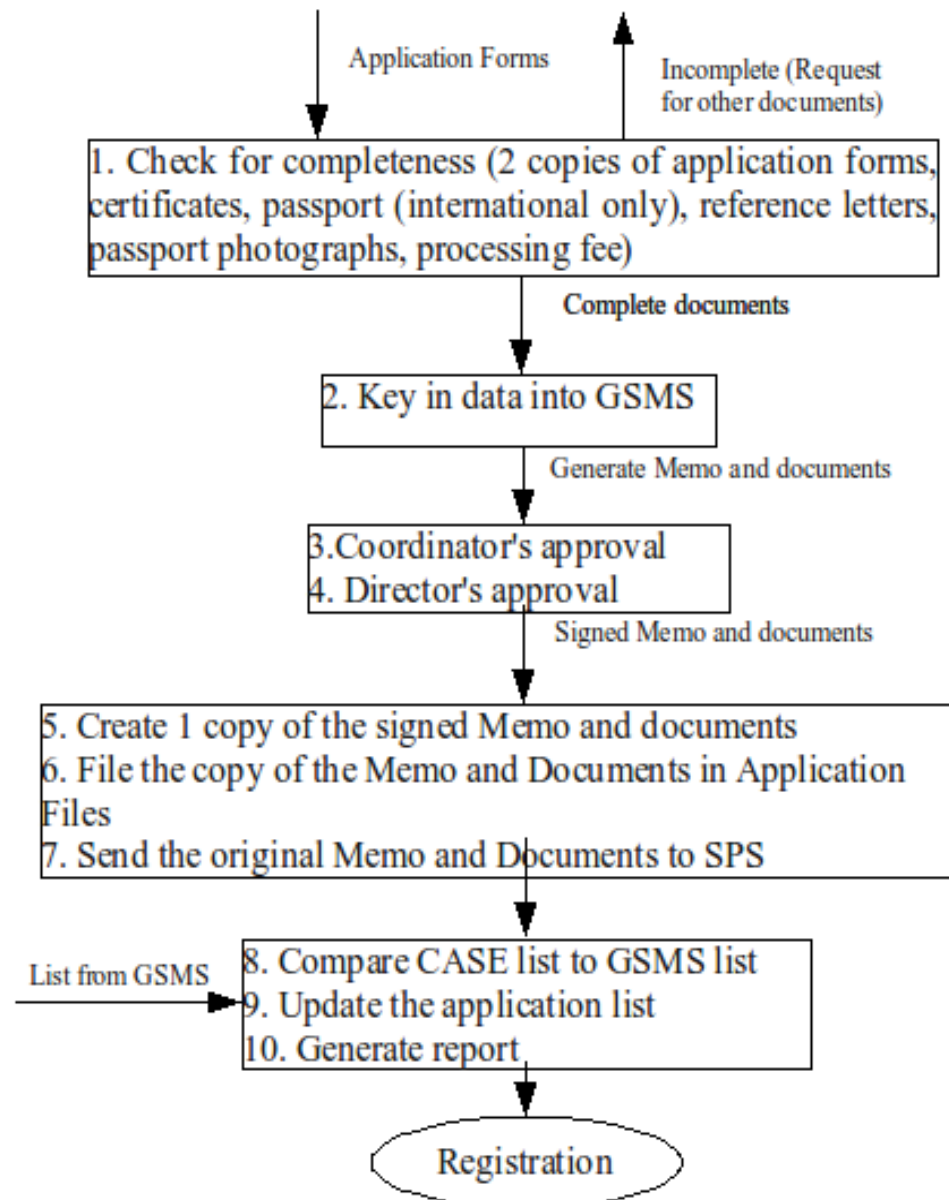 Application Forms
Incomplete (Request
for other documents)
1. Check for completeness (2 copies of application forms,
certificates, passport (international only), reference letters,
passport photographs, processing fee)
Complete documents
2. Key in data into GSMS
Generate Memo and documents
3.Coordinator's approval
4. Director's approval
Signed Memo and documents
5. Create 1 copy of the signed Memo and documents
6. File the copy of the Memo and Documents in Application
Files
7. Send the original Memo and Documents to SPS
List from GSMS
8. Compare CASE list to GSMS list
9. Update the application list
10. Generate report
Registration